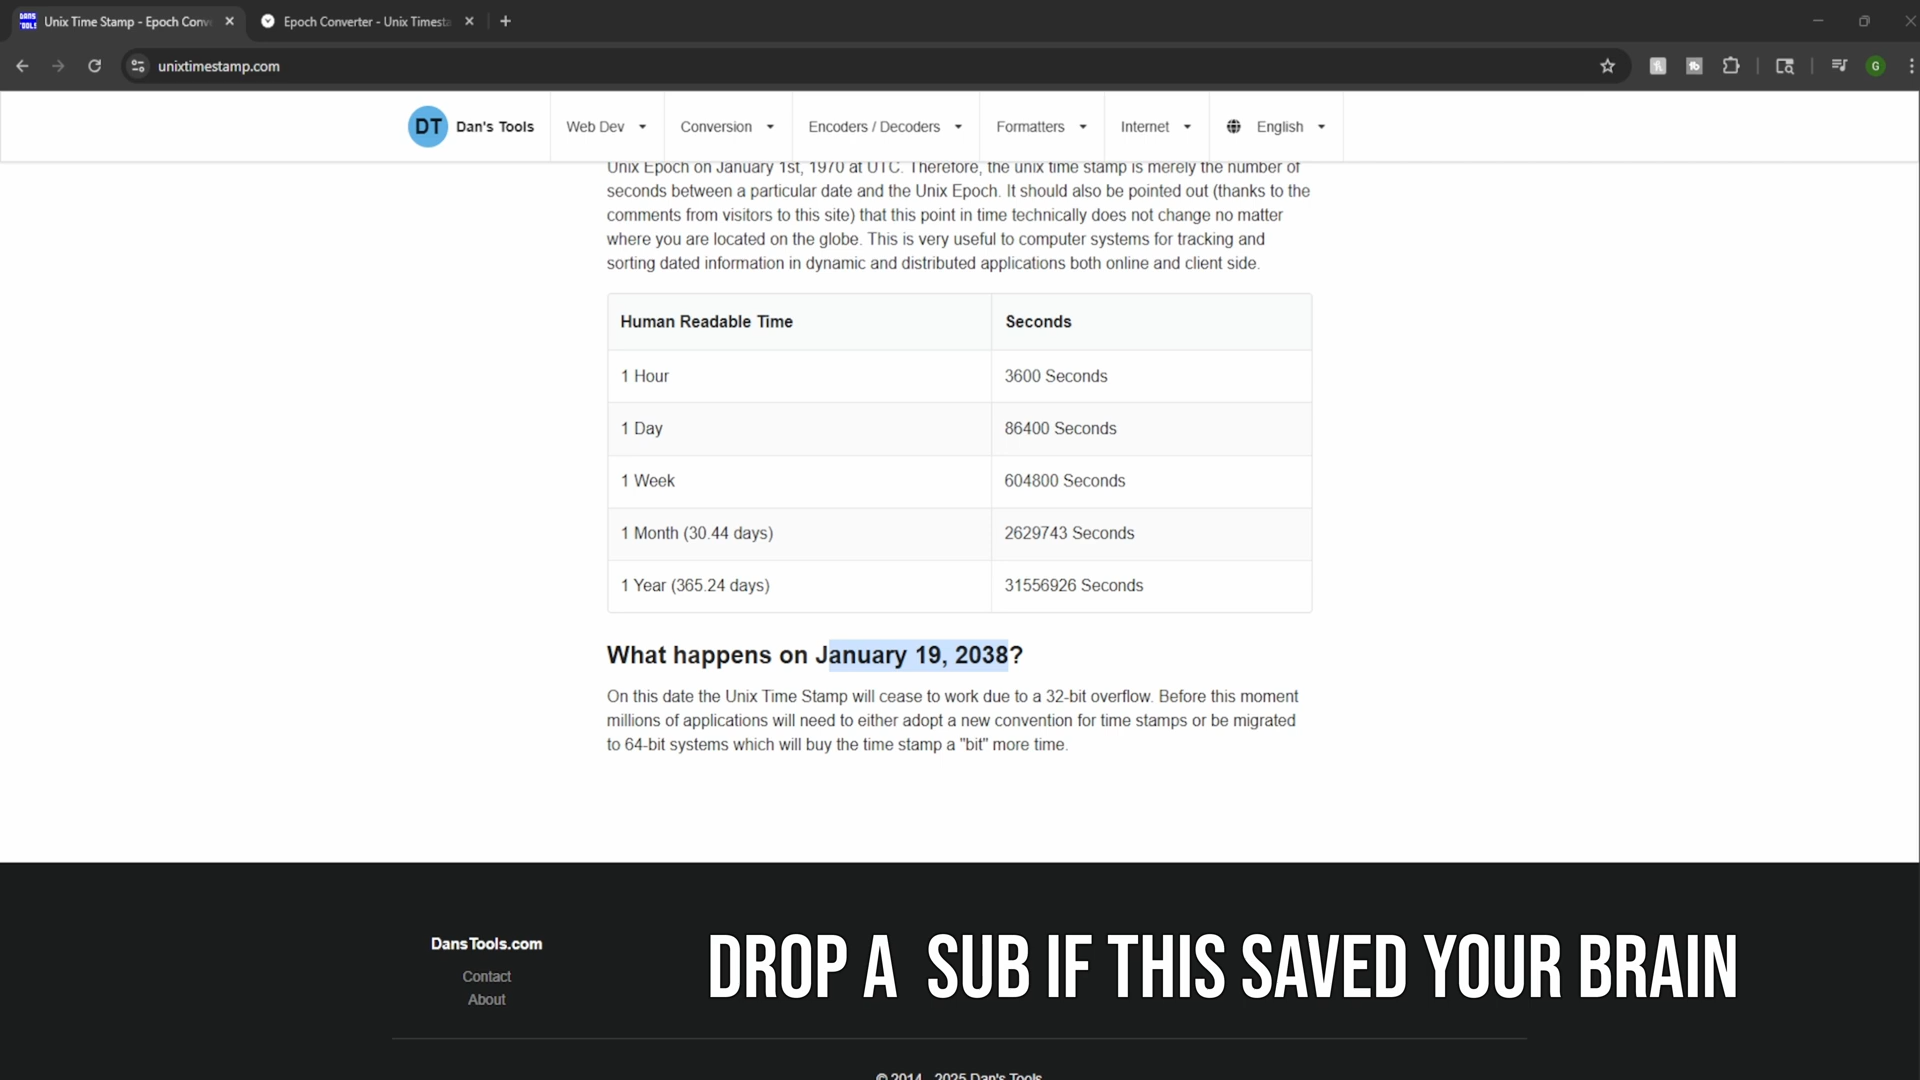 DANS TOOLS
Unix Time Stamp - Epoch Conv
Epoch Converter - Unix Timesta
unixtimestamp.com
G
DT Dan's Tools Web Dev Conversion Encoders / Decoders Formatters Internet English
Unix Epoch on January 1st, 1970 at UTC. Therefore, the unix time stamp is merely the number of
seconds between a particular date and the Unix Epoch. It should also be pointed out (thanks to the
comments from visitors to this site) that this point in time technically does not change no matter
where you are located on the globe. This is very useful to computer systems for tracking and
sorting dated information in dynamic and distributed applications both online and client side.
Human Readable Time Seconds
1 Hour 3600 Seconds
1 Day 86400 Seconds
1 Week 604800 Seconds
1 Month (30.44 days) 2629743 Seconds
1 Year (365.24 days) 31556926 Seconds
What happens on January 19, 2038?
On this date the Unix Time Stamp will cease to work due to a 32-bit overflow. Before this moment
millions of applications will need to either adopt a new convention for time stamps or be migrated
to 64-bit systems which will buy the time stamp a "bit" more time.
DansTools.com
Contact
About
DROP A SUB IF THIS SAVED YOUR BRAIN
© 2014 - 2025 Dan's Tools